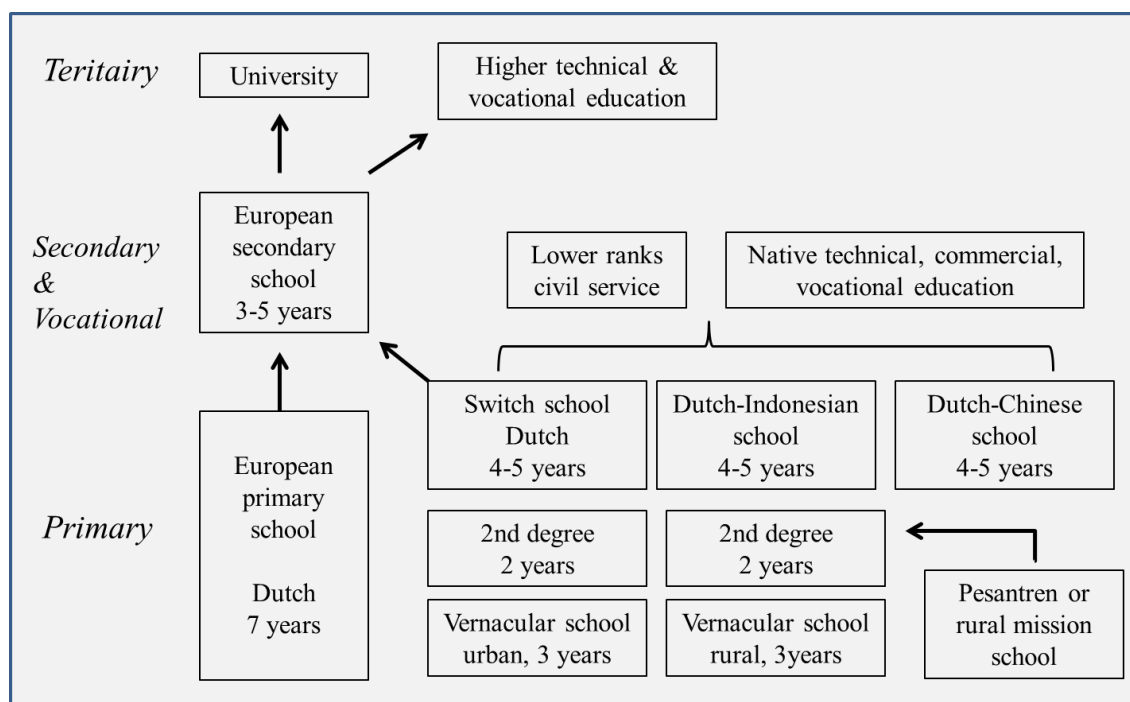 Teritairy
University
Higher technical &
vocational education
Secondary
&
Vocational
European
secondary
school
3-5 years
Lower ranks
civil service
Native technical, commercial,
vocational education
Primary
European
primary
school
Dutch
7 years
Switch school
Dutch
4-5 years
Dutch-Indonesian
school
4-5 years
Dutch-Chinese
school
4-5 years
2nd degree
2 years
2nd degree
2 years
Vernacular school
urban, 3 years
Vernacular school
rural, 3years
Pesantren or
rural mission
school